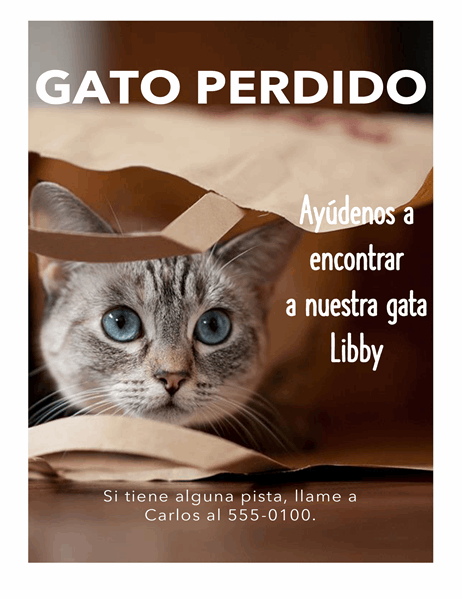 GATO PERDIDO
Ayúdenos a
encontrar
a nuestra gata
Libby
Si tiene alguna pista, llame a
Carlos al 555-0100.